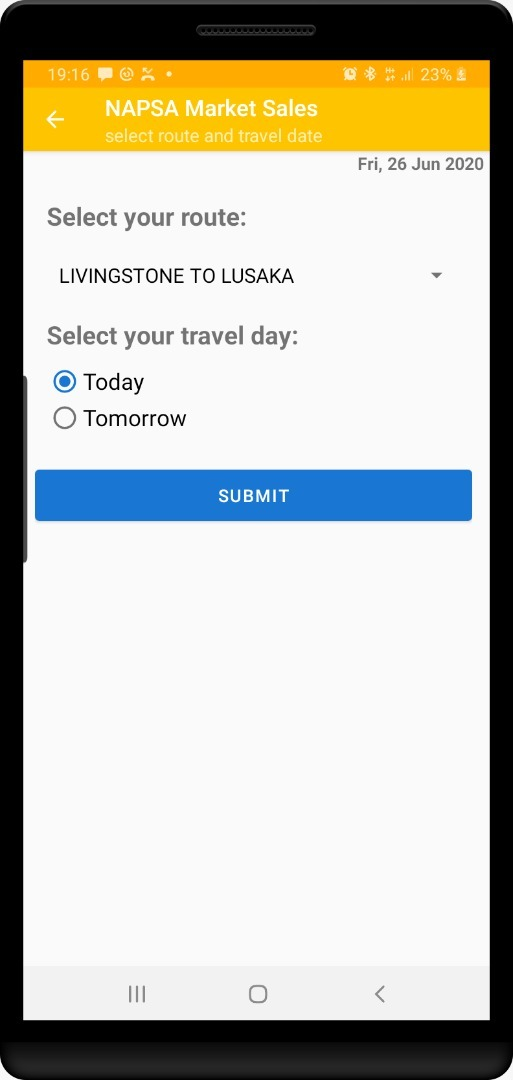 19:16 23%
NAPSA Market Sales
select route and travel date
Fri, 26 Jun 2020
Select your route:
LIVINGSTONE TO LUSAKA
Select your travel day:
Today
Tomorrow
SUBMIT